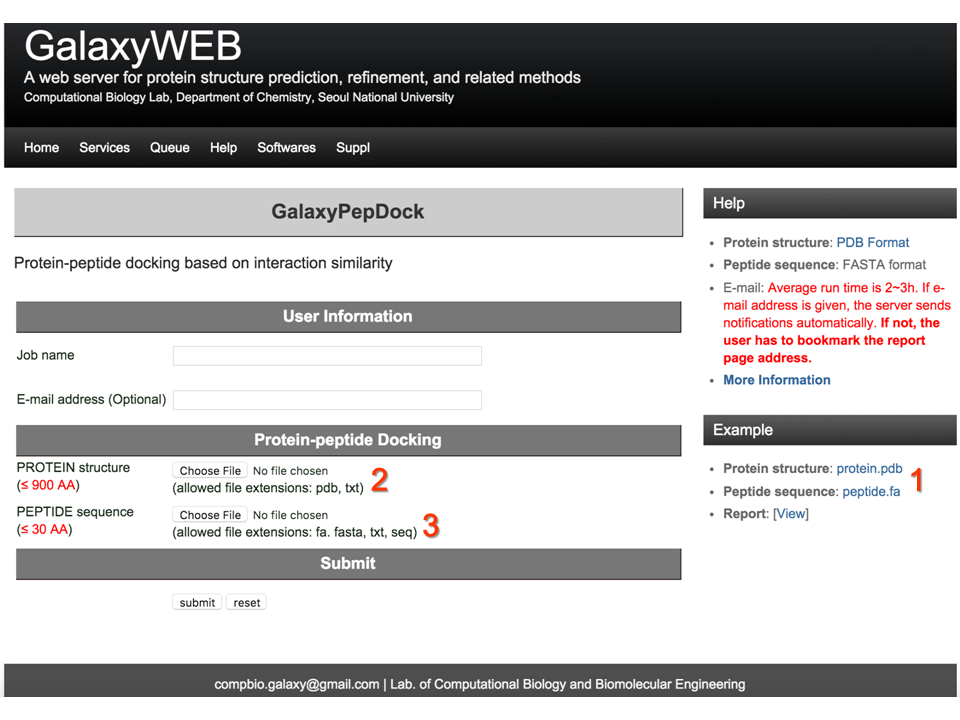 GalaxyWEB
A web server for protein structure prediction, refinement, and related methods
Computational Biology Lab, Department of Chemistry, Seoul National University
Home Services Queue Help Softwares Suppl
GalaxyPepDock
Protein-peptide docking based on interaction similarity
User Information
Job name
E-mail address (Optional)
Protein-peptide Docking
PROTEIN structure
(≤ 900 AA)
Choose File No file chosen
(allowed file extensions: pdb, txt)
2
PEPTIDE sequence
(≤ 30 AA)
Choose File No file chosen
(allowed file extensions: fa. fasta, txt, seq)
3
Submit
submit reset
Help
• Protein structure: PDB Format
• Peptide sequence: FASTA format
• E-mail: Average run time is 2~3h. If e-
mail address is given, the server sends
notifications automatically. If not, the
user has to bookmark the report
page address.
• More Information
Example
• Protein structure: protein.pdb
• Peptide sequence: peptide.fa
1
• Report: [View]
compbio.galaxy@gmail.com | Lab. of Computational Biology and Biomolecular Engineering